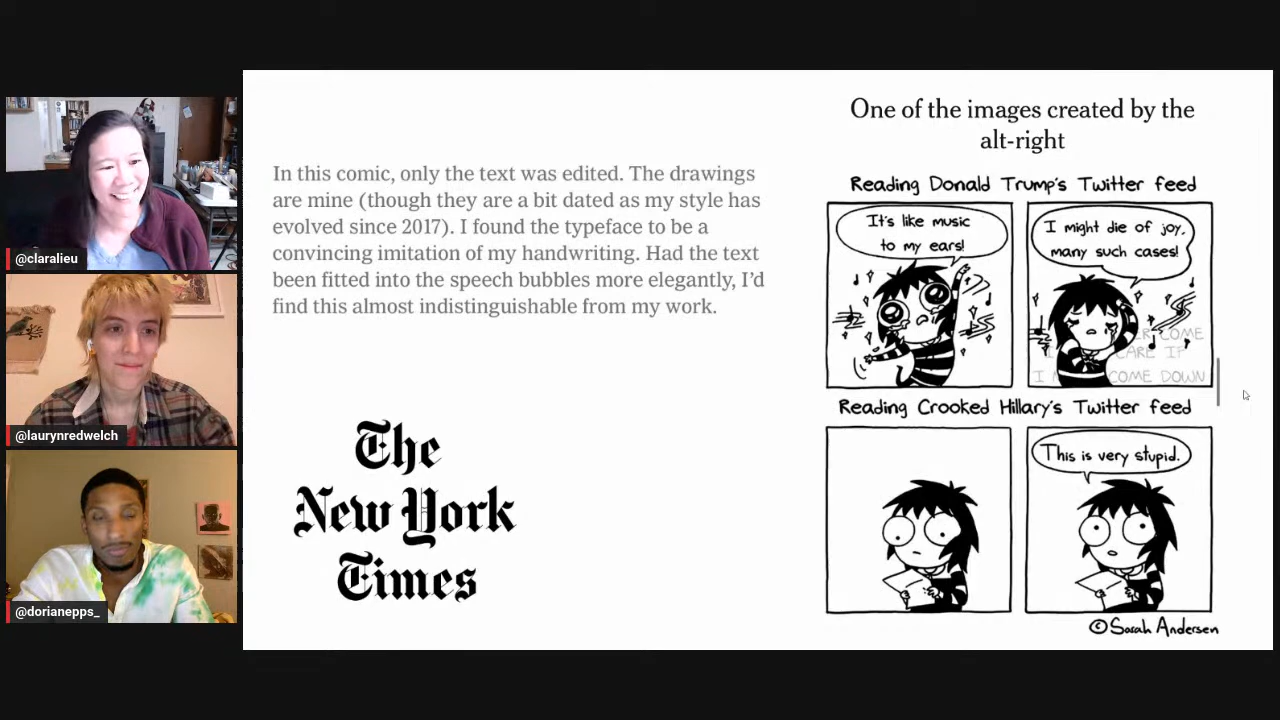 @claralieu
@laurynredwelch
@dorianepps_
In this comic, only the text was edited. The drawings
are mine (though they are a bit dated as my style has
evolved since 2017). I found the typeface to be a
convincing imitation of my handwriting. Had the text
been fitted into the speech bubbles more elegantly, I’d
find this almost indistinguishable from my work.
The
New York
Times
One of the images created by the
alt-right
Reading Donald Trump's Twitter feed
It's like music
to my ears!
I might die of joy,
many such cases!
COME
CARE IF
I
COME DOWN
Reading Crooked Hillary's Twitter feed
This is very stupid.
©Sarah Andersen